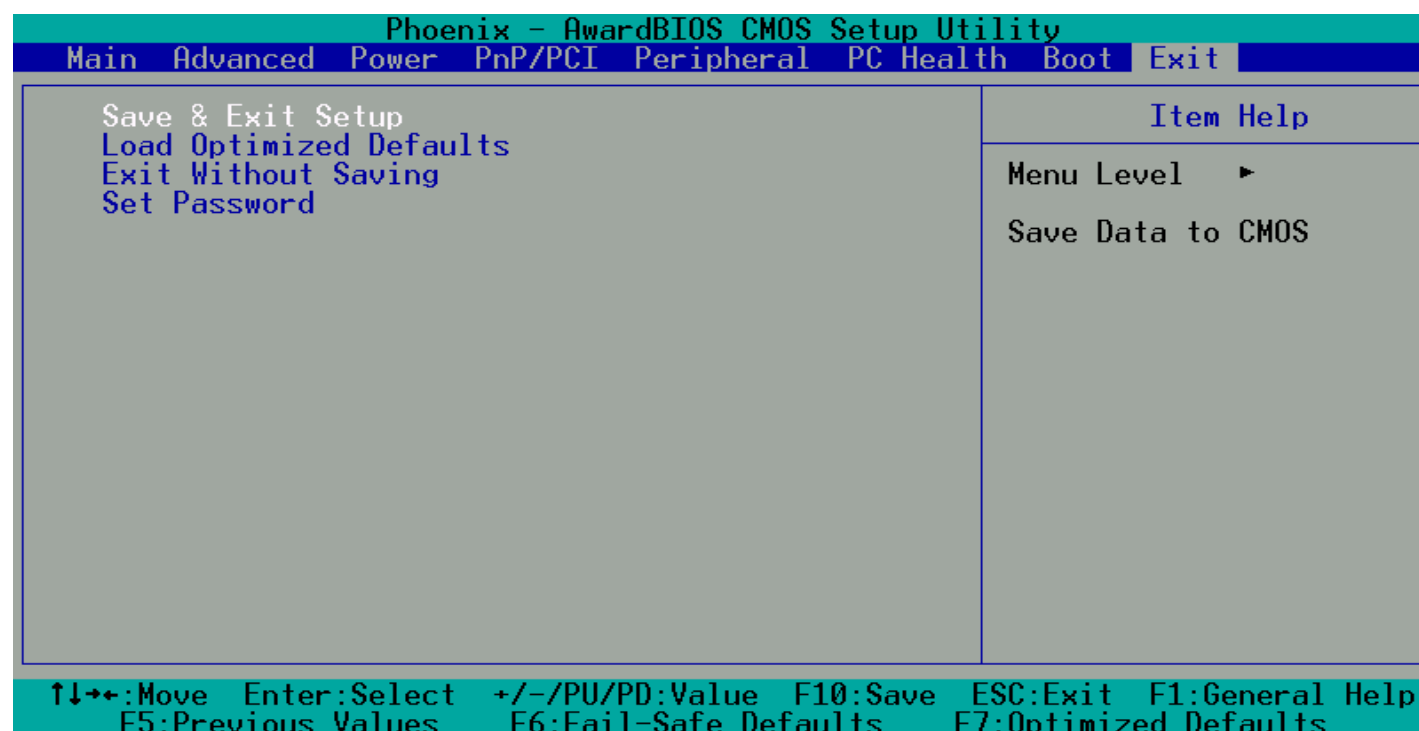 Phoenix - AwardBIOS CMOS Setup Utility
Main Advanced Power PnP/PCI Peripheral PC Health Boot Exit
Save & Exit Setup
Load Optimized Defaults
Exit Without Saving
Set Password
Item Help
Menu Level ►
Save Data to CMOS
↑↓→←:Move Enter:Select +/-/PU/PD:Value F10:Save ESC:Exit F1:General Help
F5:Previous Values F6:Fail-Safe Defaults F7:Optimized Defaults